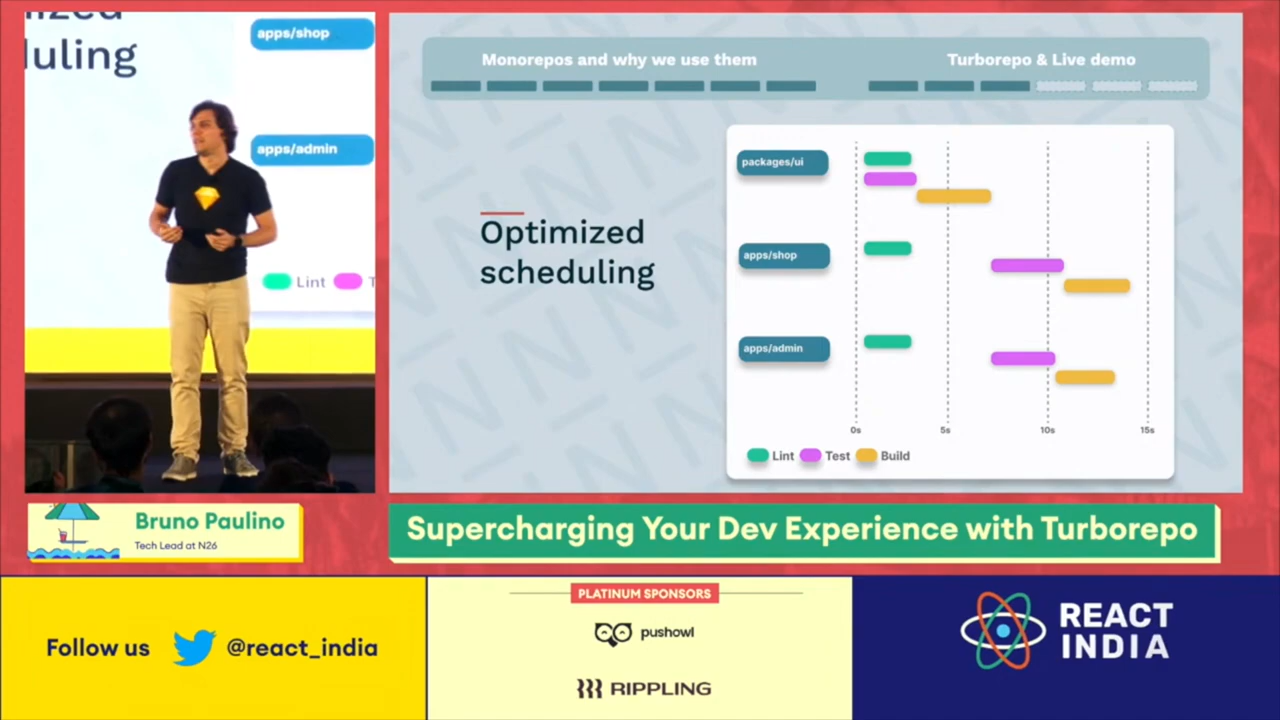 ized
luling
apps/shop
apps/admin
Lint
T
Monorepos and why we use them
Turborepo & Live demo
Optimized
scheduling
packages/ui
apps/shop
apps/admin
0s
5s
10s
15s
Lint
Test
Build
Bruno Paulino
Tech Lead at N26
Supercharging Your Dev Experience with Turborepo
Follow us
@react_india
PLATINUM SPONSORS
pushowl
RIPPLING
REACT
INDIA